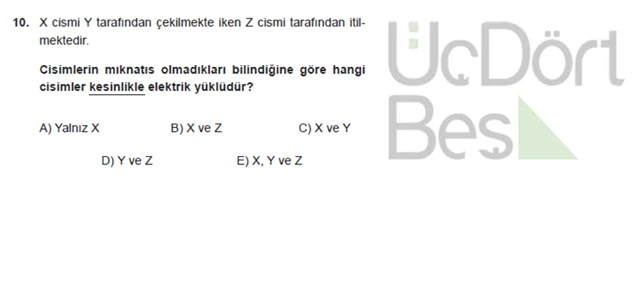 10. X cismi Y tarafından çekilmekte iken Z cismi tarafından itil-
mektedir.
Cisimlerin mıknatıs olmadıkları bilindiğine göre hangi
cisimler kesinlikle elektrik yüklüdür?
A) Yalnız X B) X ve Z C) X ve Y
D) Y ve Z E) X, Y ve Z
ÜçDört
Beş